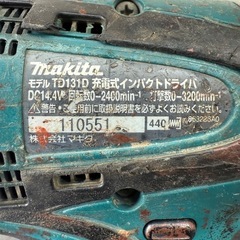 makita
モデル TD131D 充電式インパクトドライバ
DC14.4V 回転数0-2400min⁻¹ 打撃数0-3200min⁻¹
⚠警告・ご使用前に取扱説明書を必ずよくお読みください。
110551 440
株式会社マキタ